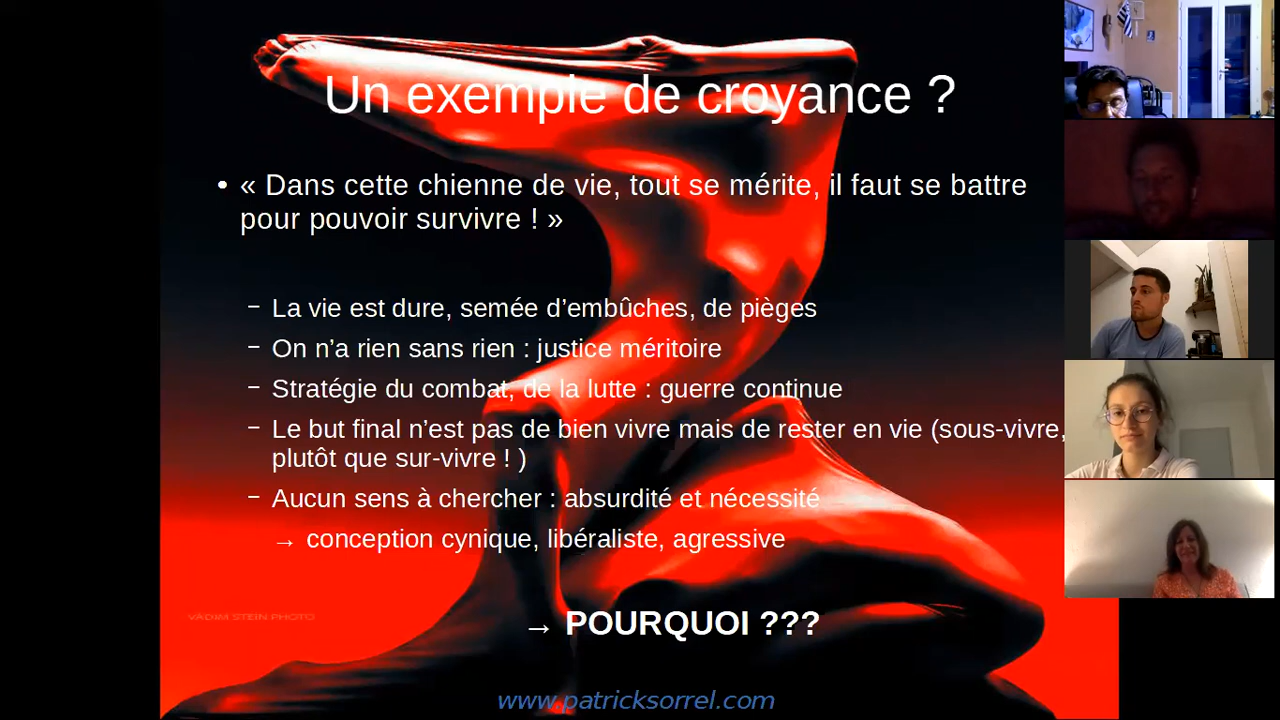 Un exemple de croyance ?
• « Dans cette chienne de vie, tout se mérite, il faut se battre
pour pouvoir survivre ! »
– La vie est dure, semée d’embûches, de pièges
– On n’a rien sans rien : justice méritoire
– Stratégie du combat, de la lutte : guerre continue
– Le but final n’est pas de bien vivre mais de rester en vie (sous-vivre,
plutôt que sur-vivre ! )
– Aucun sens à chercher : absurdité et nécessité
→ conception cynique, libéraliste, agressive
VADIM STEIN PHOTO
→ POURQUOI ???
www.patricksorrel.com